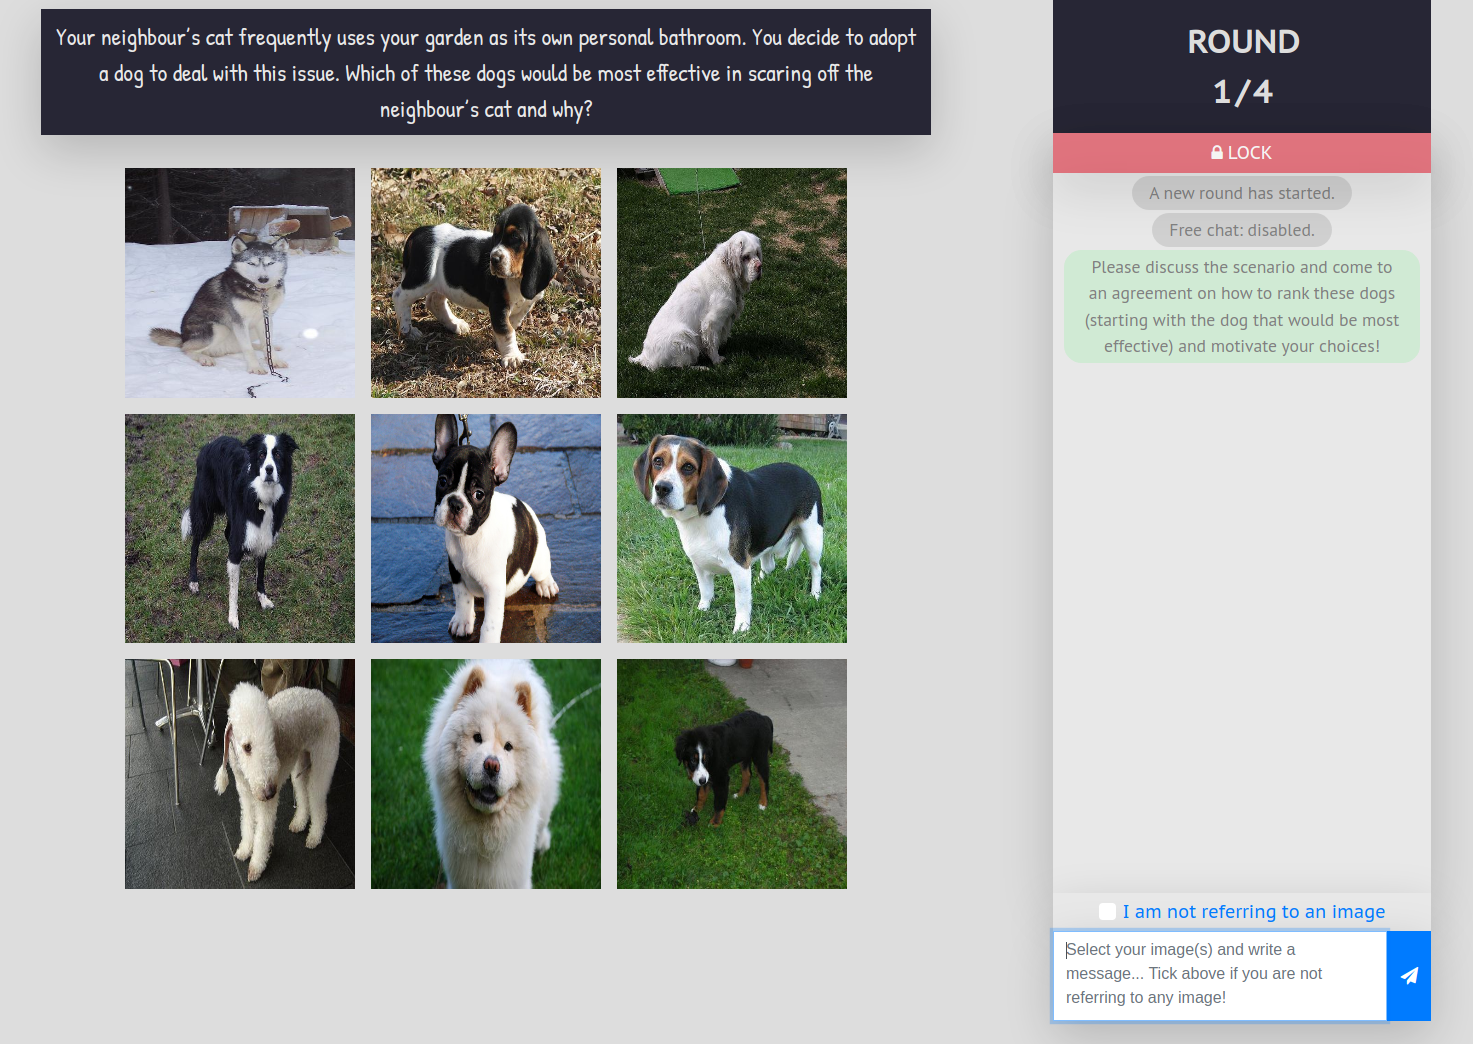 Your neighbour's cat frequently uses your garden as its own personal bathroom. You decide to adopt
a dog to deal with this issue. Which of these dogs would be most effective in scaring off the
neighbour's cat and why?
ROUND
1/4
LOCK
A new round has started.
Free chat: disabled.
Please discuss the scenario and come to
an agreement on how to rank these dogs
(starting with the dog that would be most
effective) and motivate your choices!
I am not referring to an image
Select your image(s) and write a
message... Tick above if you are not
referring to any image!